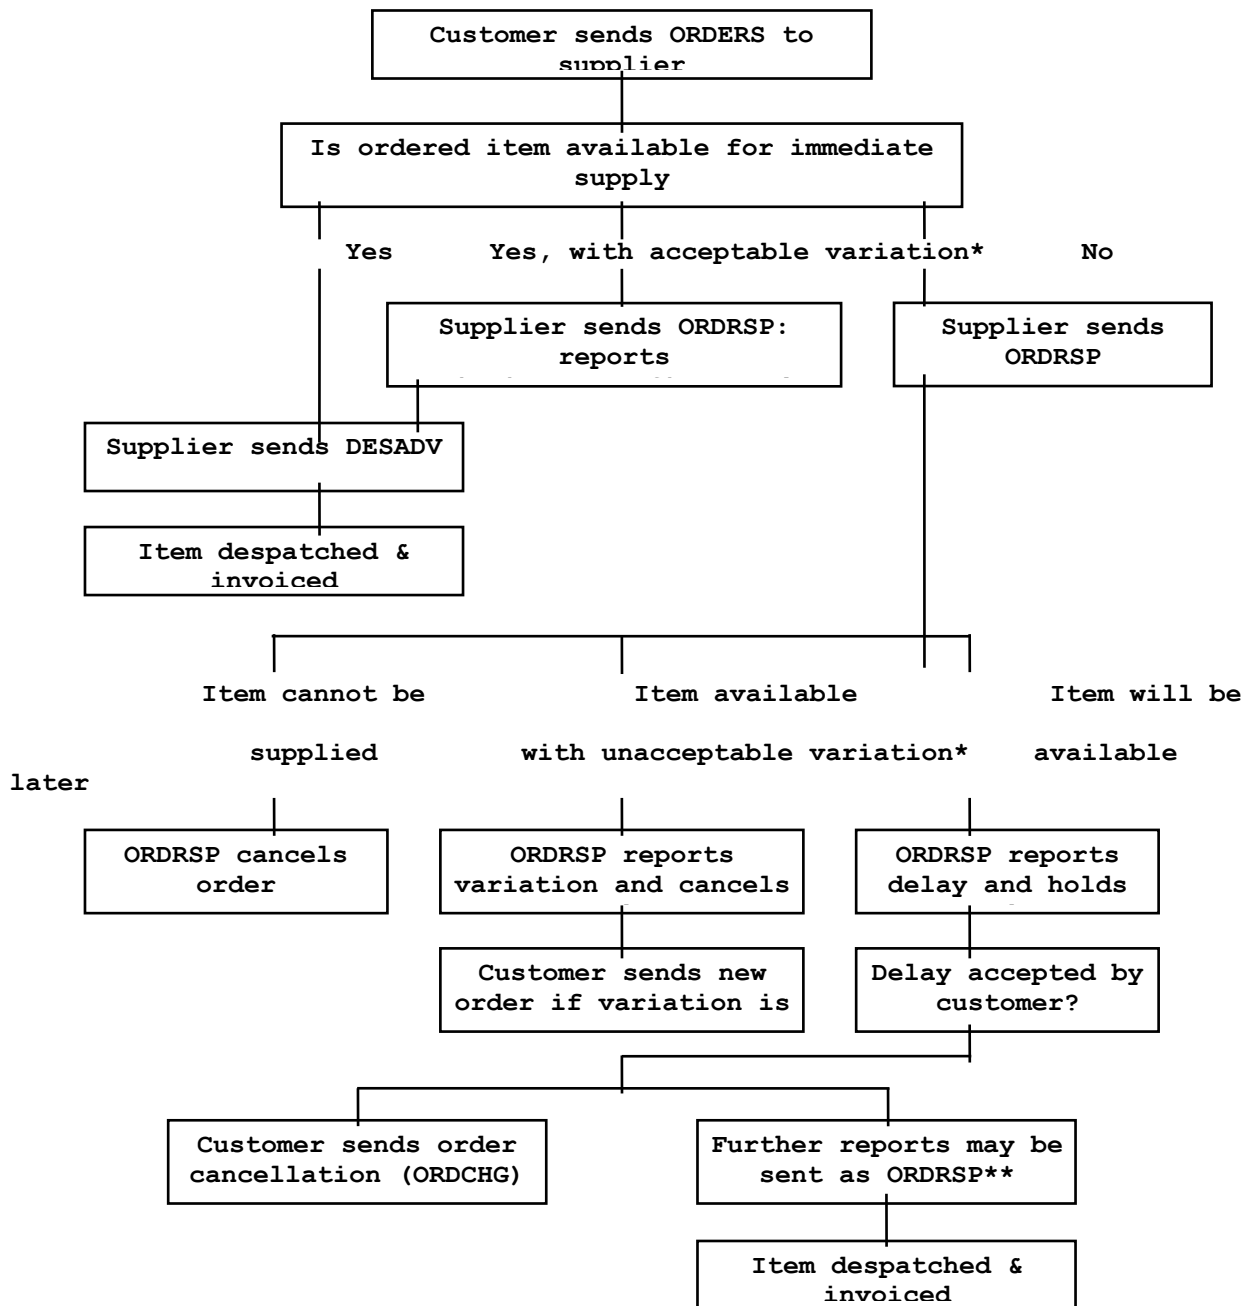 Customer sends ORDERS to
supplier
Is ordered item available for immediate
supply
Yes
Yes, with acceptable variation*
No
Supplier sends ORDRSP:
reports
Supplier sends
ORDRSP
Supplier sends DESADV
Item despatched &
invoiced
Item cannot be
Item available
Item will be
supplied
with unacceptable variation*
available
later
ORDRSP cancels
order
ORDRSP reports
variation and cancels
ORDRSP reports
delay and holds
Customer sends new
order if variation is
Delay accepted by
customer?
Customer sends order
cancellation (ORDCHG)
Further reports may be
sent as ORDRSP**
Item despatched &
invoiced